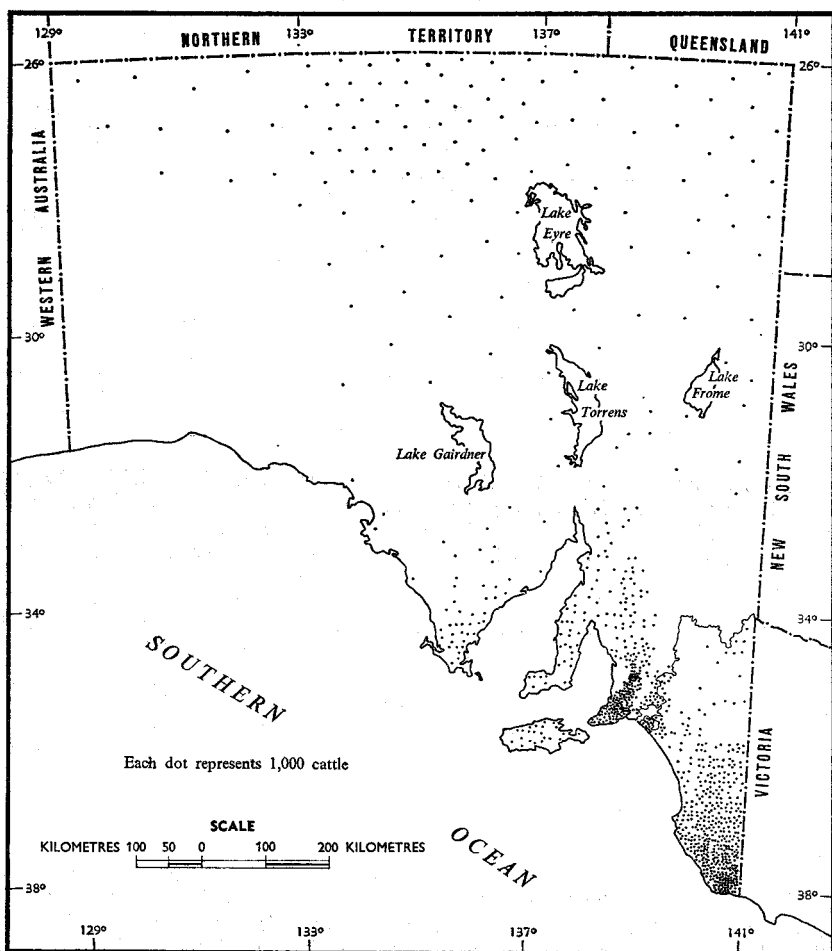 129° 133° 137° 141°
NORTHERN TERRITORY QUEENSLAND
26° 26°
WESTERN AUSTRALIA
Lake
Eyre
30° 30°
Lake
Torrens
Lake
Frome
Lake Gairdner
NEW SOUTH WALES
34° 34°
SOUTHERN
VICTORIA
Each dot represents 1,000 cattle
SCALE
KILOMETRES 100 50 0 100 200 KILOMETRES
OCEAN
38° 38°
129° 133° 137° 141°